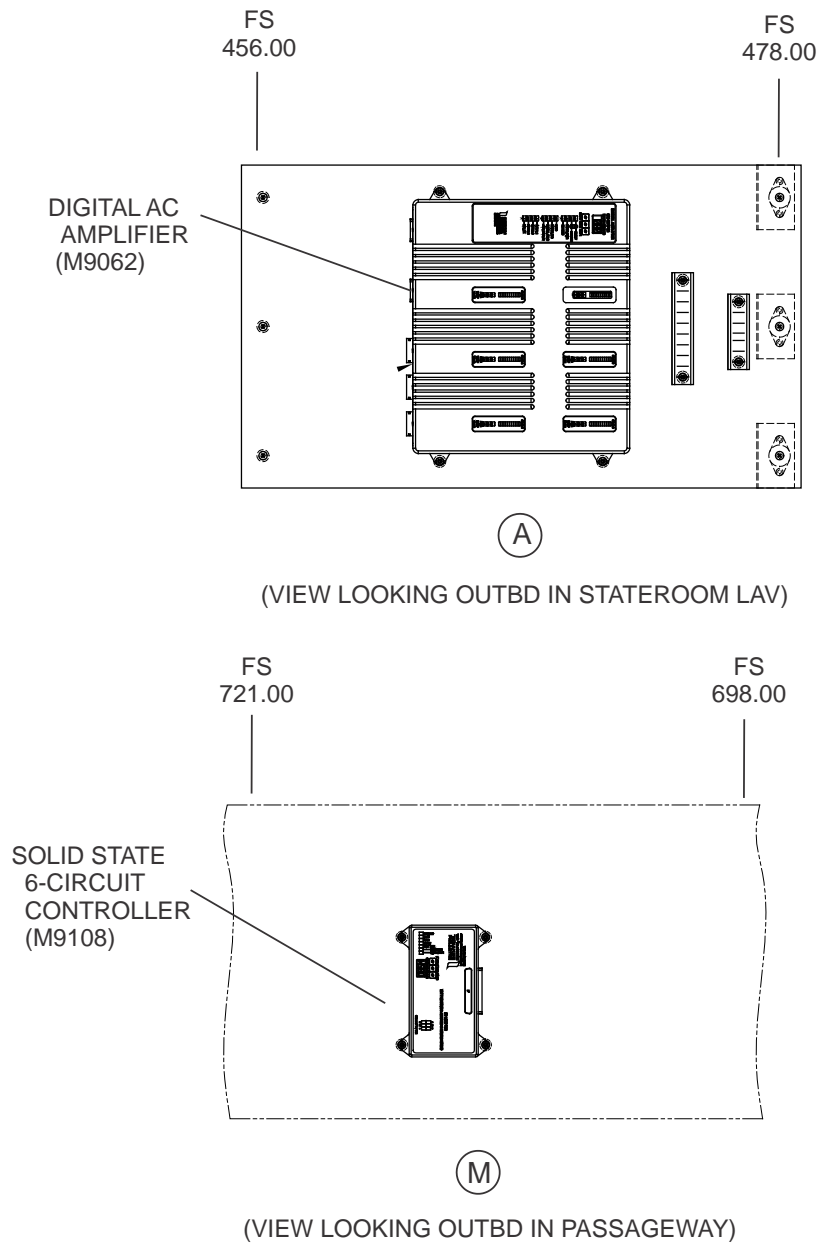 FS
456.00
FS
478.00
DIGITAL AC
AMPLIFIER
(M9062)
A
(VIEW LOOKING OUTBD IN STATEROOM LAV)
FS
721.00
FS
698.00
SOLID STATE
6-CIRCUIT
CONTROLLER
(M9108)
M
(VIEW LOOKING OUTBD IN PASSAGEWAY)